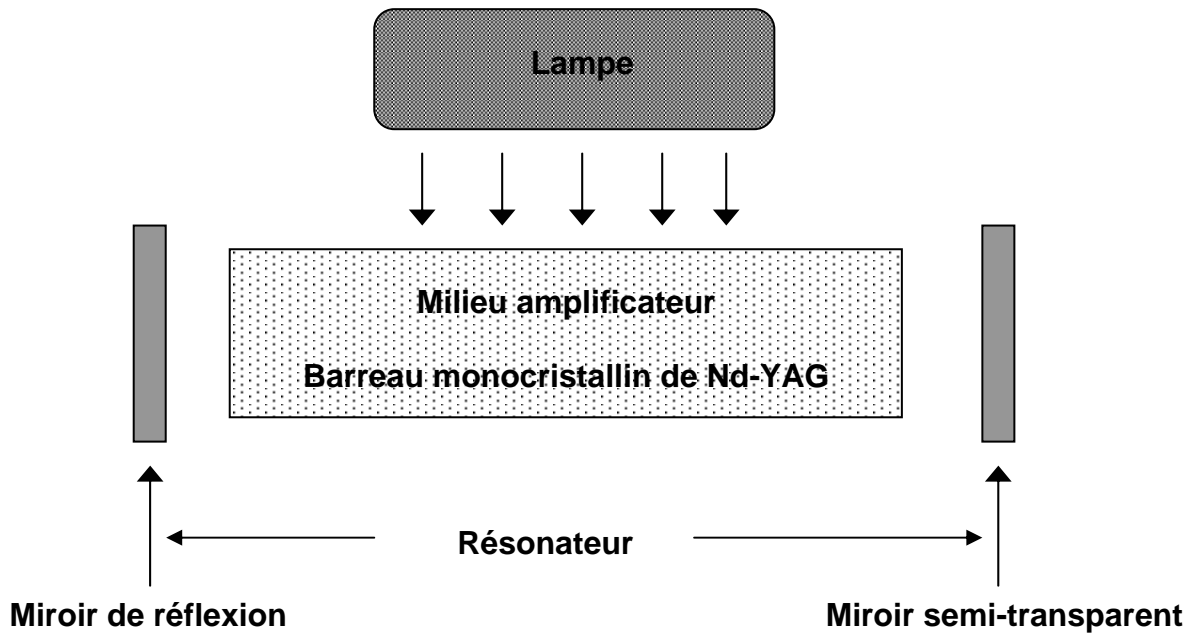 Lampe
Milieu amplificateur
Barreau monocristallin de Nd-YAG
Résonateur
Miroir de réflexion
Miroir semi-transparent